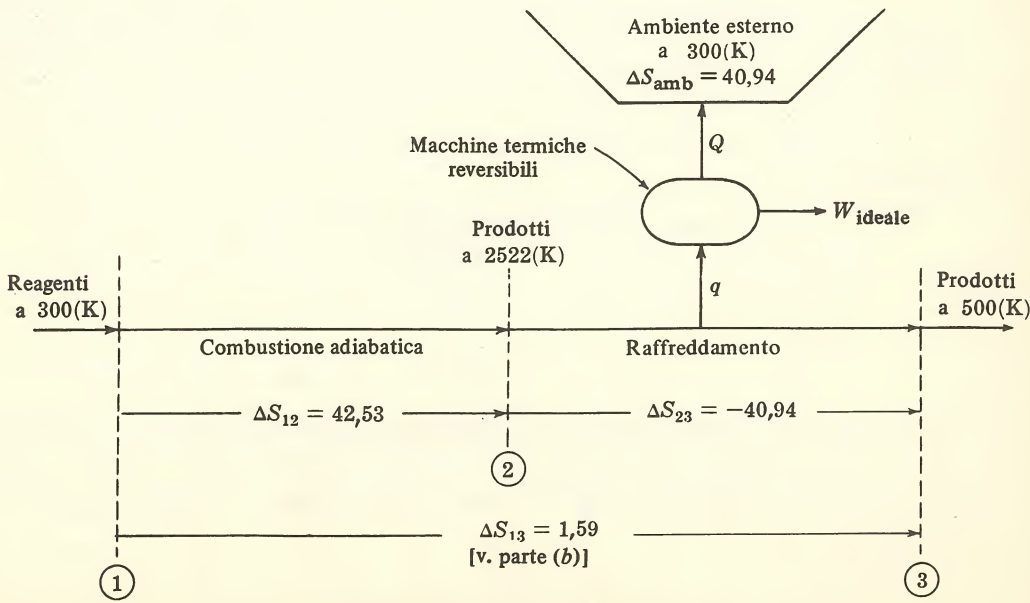 Ambiente esterno
a 300(K)
ΔSamb = 40,94
Q
Macchine termiche
reversibili
Wideale
Prodotti
a 2522(K)
q
Reagenti
a 300(K)
Prodotti
a 500(K)
Combustione adiabatica
Raffreddamento
ΔS12 = 42,53
ΔS23 = −40,94
2
ΔS13 = 1,59
[v. parte (b)]
1
3